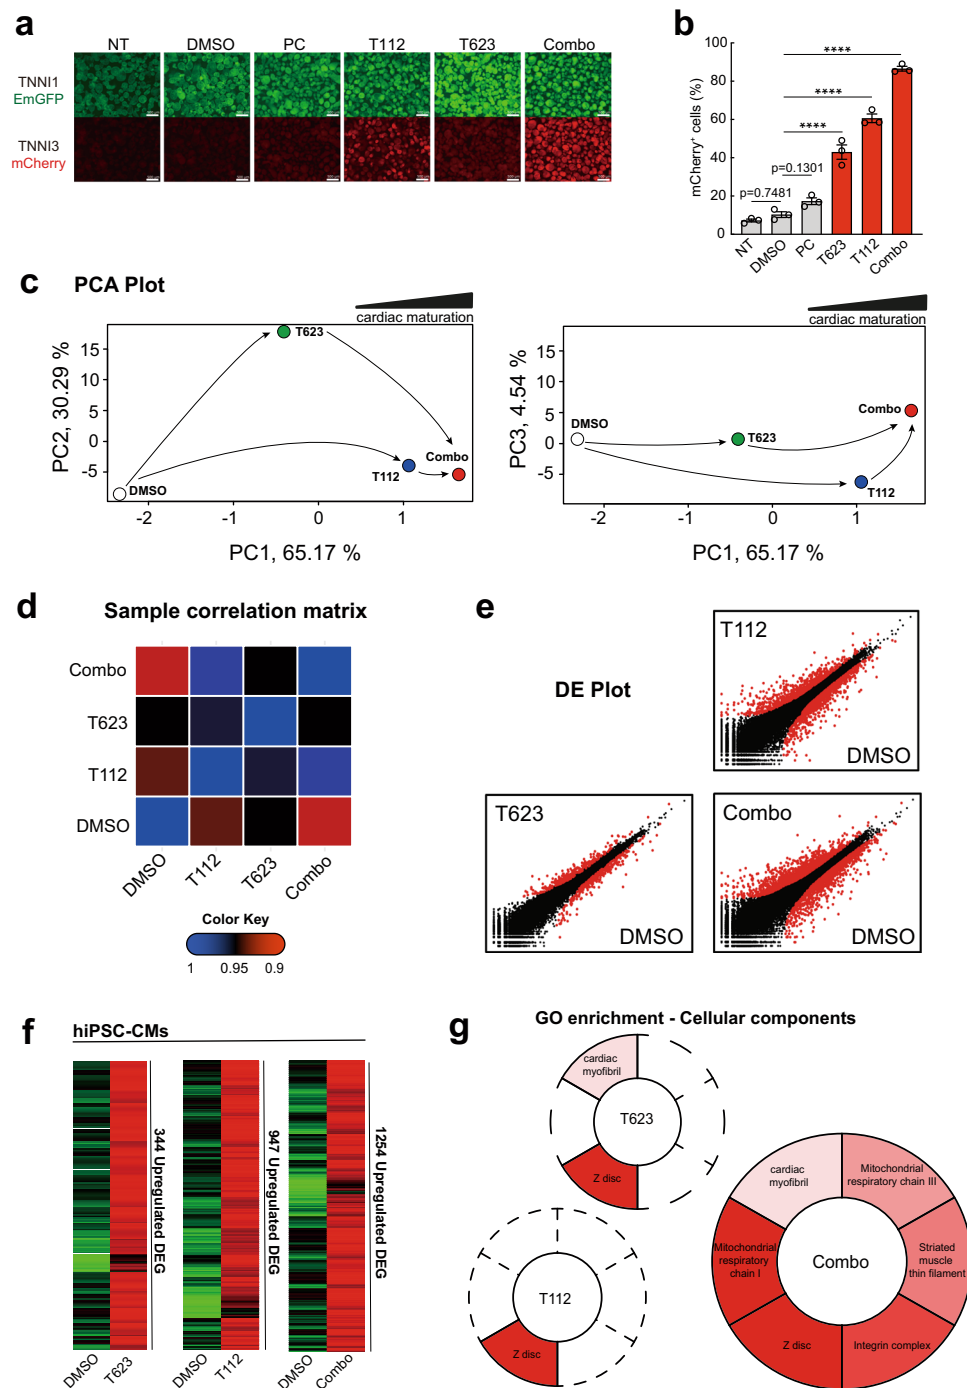 a
NT DMSO PC T112 T623 Combo
TNNI1
EmGFP
TNNI3
mCherry
b
mCherry⁺ cells (%)
100
80
60
40
20
0
****
****
****
p=0.1301
p=0.7481
NT DMSO PC T623 T112 Combo
c PCA Plot
cardiac maturation
PC2, 30.29 %
15
10
5
0
-5
T623
Combo
T112
DMSO
-2 -1 0 1
PC1, 65.17 %
cardiac maturation
PC3, 4.54 %
15
10
5
0
-5
Combo
DMSO
T623
T112
-2 -1 0 1
PC1, 65.17 %
d Sample correlation matrix
Combo
T623
T112
DMSO
DMSO T112 T623 Combo
Color Key
1 0.95 0.9
e
DE Plot
T112
DMSO
T623
DMSO
Combo
DMSO
f hiPSC-CMs
344 Upregulated DEG
947 Upregulated DEG
1254 Upregulated DEG
DMSO T623 DMSO T112 DMSO Combo
g GO enrichment - Cellular components
cardiac
myofibril
T623
Z disc
T112
Z disc
cardiac
myofibril
Mitochondrial
respiratory chain III
Mitochondrial
respiratory
chain I
Combo
Striated
muscle
thin filament
Z disc
Integrin complex